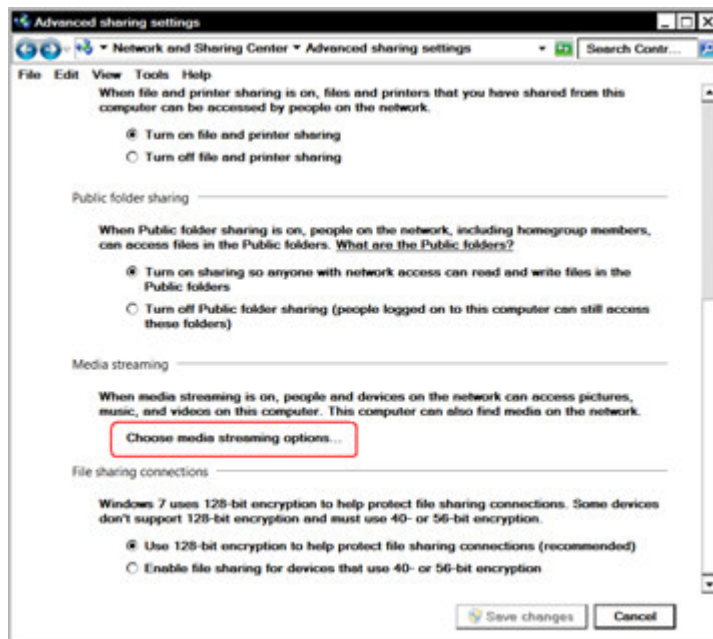 Advanced sharing settings
Network and Sharing Center Advanced sharing settings Search Contr...
File Edit View Tools Help
When file and printer sharing is on, files and printers that you have shared from this
computer can be accessed by people on the network.
Turn on file and printer sharing
Turn off file and printer sharing
Public folder sharing
When Public folder sharing is on, people on the network, including homegroup members,
can access files in the Public folders. What are the Public folders?
Turn on sharing so anyone with network access can read and write files in the
Public folders
Turn off Public folder sharing (people logged on to this computer can still access
these folders)
Media streaming
When media streaming is on, people and devices on the network can access pictures,
music, and videos on this computer. This computer can also find media on the network.
Choose media streaming options...
File sharing connections
Windows 7 uses 128-bit encryption to help protect file sharing connections. Some devices
don't support 128-bit encryption and must use 40- or 56-bit encryption.
Use 128-bit encryption to help protect file sharing connections (recommended)
Enable file sharing for devices that use 40- or 56-bit encryption
Save changes Cancel